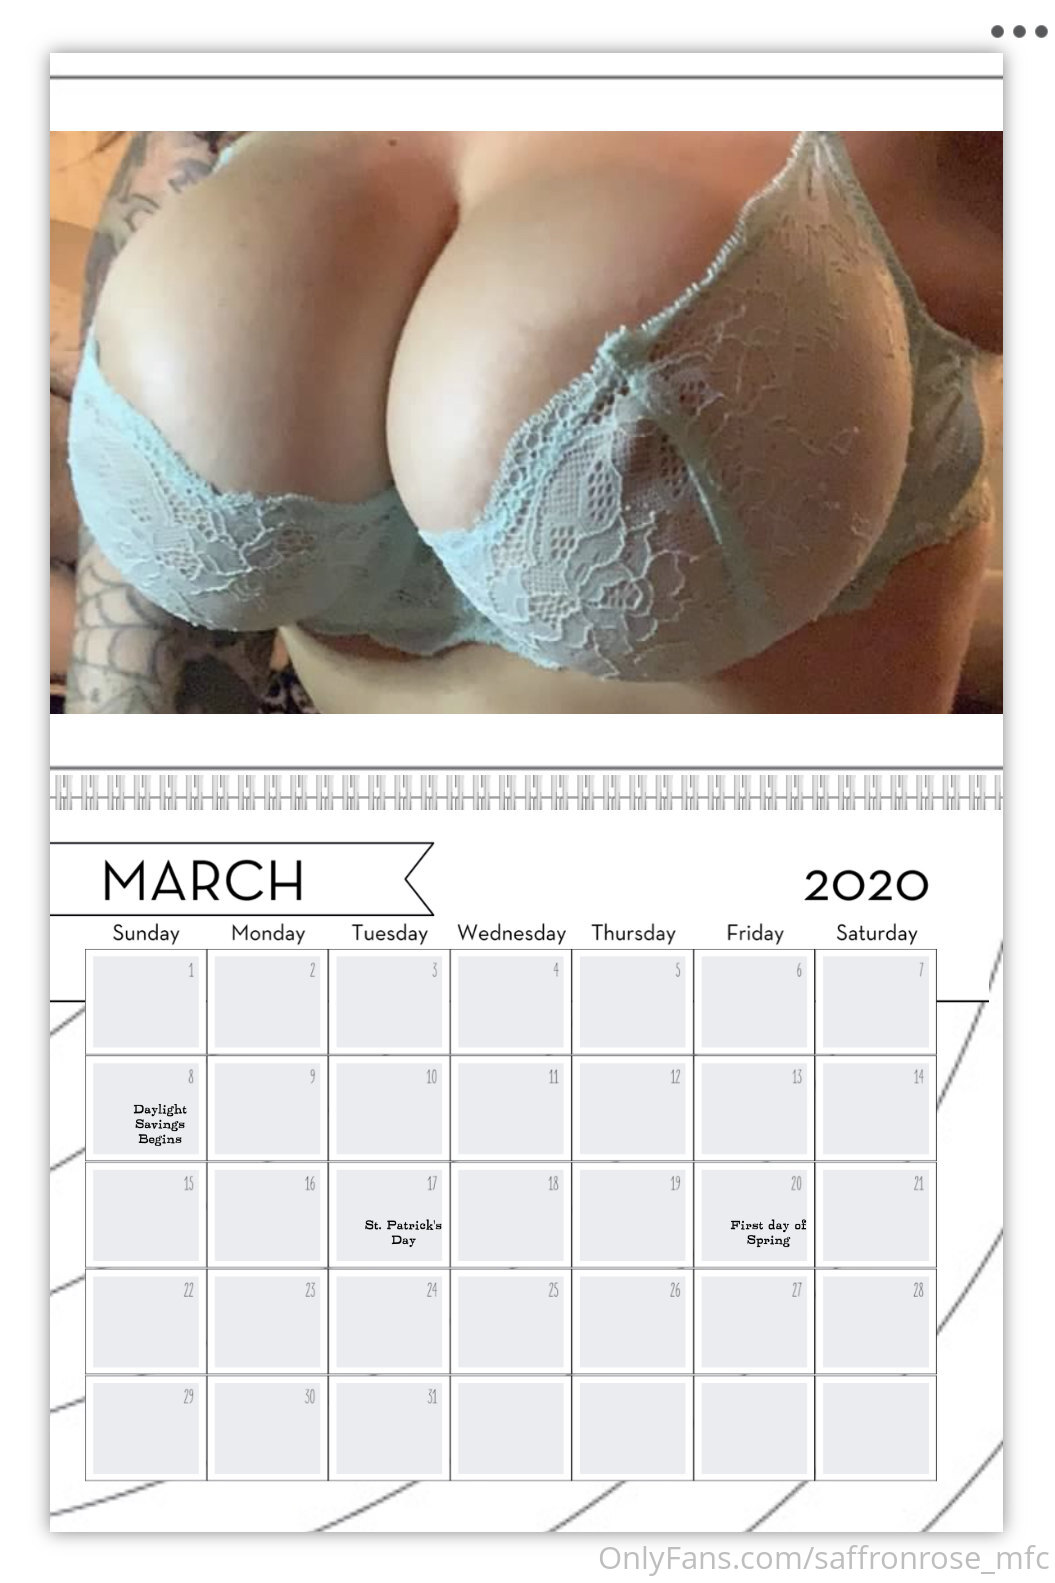 MARCH
2020
Sunday Monday Tuesday Wednesday Thursday Friday Saturday
1 2 3 4 5 6 7
8 9 10 11 12 13 14
Daylight
Savings
Begins
15 16 17 18 19 20 21
St. Patrick's
Day
First day of
Spring
22 23 24 25 26 27 28
29 30 31
OnlyFans.com/saffronrose_mfc